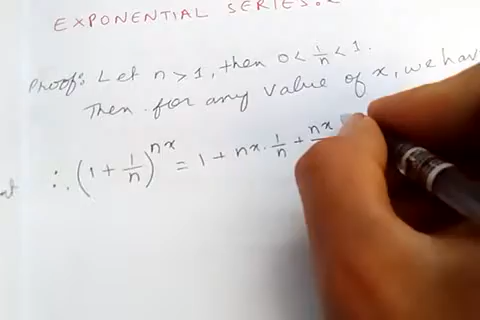 EXPONENTIAL SERIES.
Proof: Let n > 1, then 0 < 1/n < 1.
Then for any value of x, we hav
at ∴ (1 + 1/n)^nx = 1 + nx · 1/n + nx